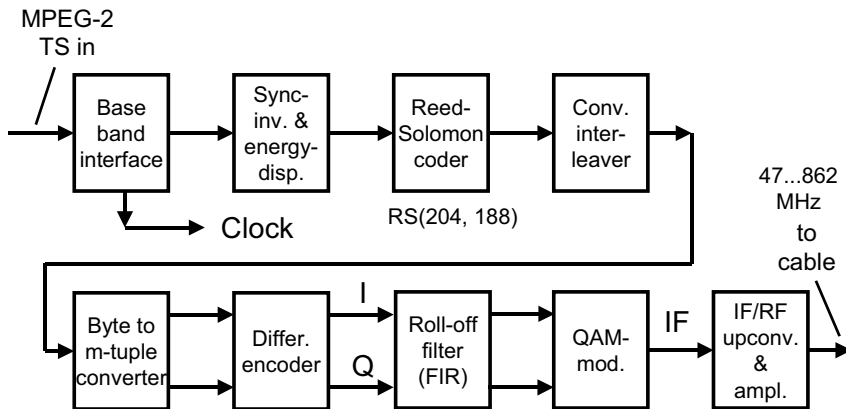 MPEG-2
TS in
Base
band
interface
Sync-
inv. &
energy-
disp.
Reed-
Solomon
coder
Conv.
inter-
leaver
Clock
RS(204, 188)
47...862
MHz
to
cable
Byte to
m-tuple
converter
Differ.
encoder
I
Q
Roll-off
filter
(FIR)
QAM-
mod.
IF
IF/RF
upconv.
&
ampl.